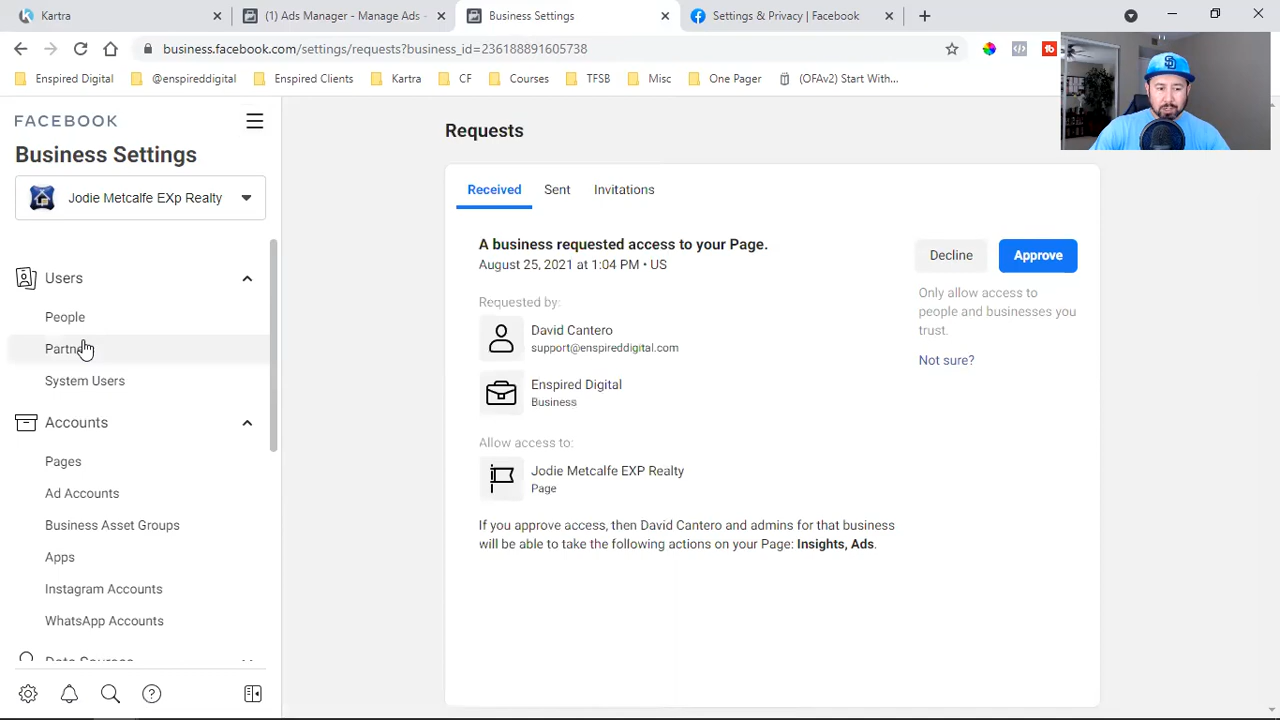 Kartra
(1) Ads Manager - Manage Ads -
Business Settings
Settings & Privacy | Facebook
business.facebook.com/settings/requests?business_id=236188891605738
Enspired Digital
@enspireddigital
Enspired Clients
Kartra
CF
Courses
TFSB
Misc
One Pager
(OFAv2) Start With...
FACEBOOK
Business Settings
Jodie Metcalfe EXp Realty
Users
People
System Users
Accounts
Pages
Ad Accounts
Business Asset Groups
Apps
Instagram Accounts
WhatsApp Accounts
Requests
Received
Sent
Invitations
A business requested access to your Page.
August 25, 2021 at 1:04 PM • US
Decline
Approve
Only allow access to
people and businesses you
trust.
Not sure?
Requested by:
David Cantero
support@enspireddigital.com
Enspired Digital
Business
Allow access to:
Jodie Metcalfe EXP Realty
Page
If you approve access, then David Cantero and admins for that business
will be able to take the following actions on your Page: Insights, Ads.